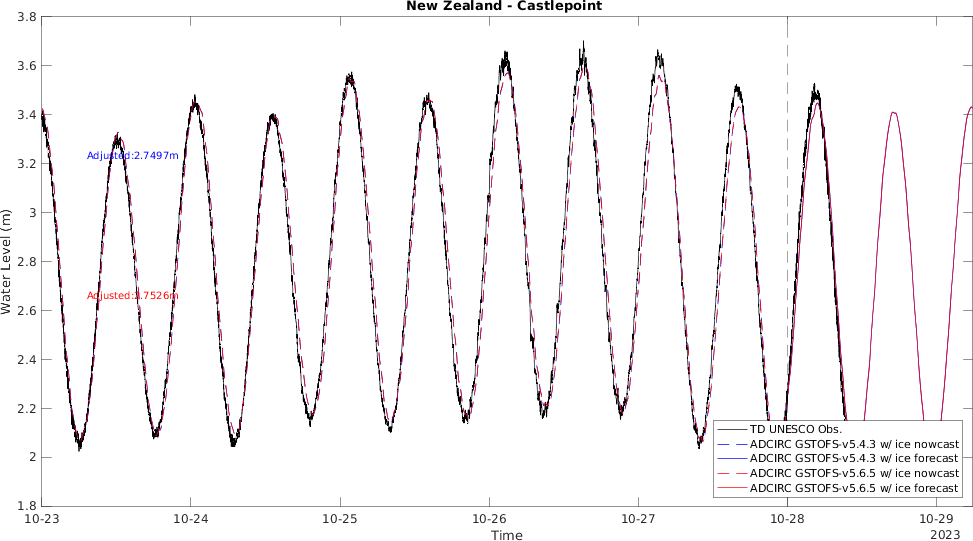 New Zealand - Castlepoint
3.8
3.6
3.4
3.2
3
2.8
2.6
2.4
2.2
2
1.8
Water Level (m)
Adjusted:2.7497m
Adjusted:2.7526m
TD UNESCO Obs.
ADCIRC GSTOFS-v5.4.3 w/ ice nowcast
ADCIRC GSTOFS-v5.4.3 w/ ice forecast
ADCIRC GSTOFS-v5.6.5 w/ ice nowcast
ADCIRC GSTOFS-v5.6.5 w/ ice forecast
10-23 10-24 10-25 10-26 10-27 10-28 10-29
Time 2023